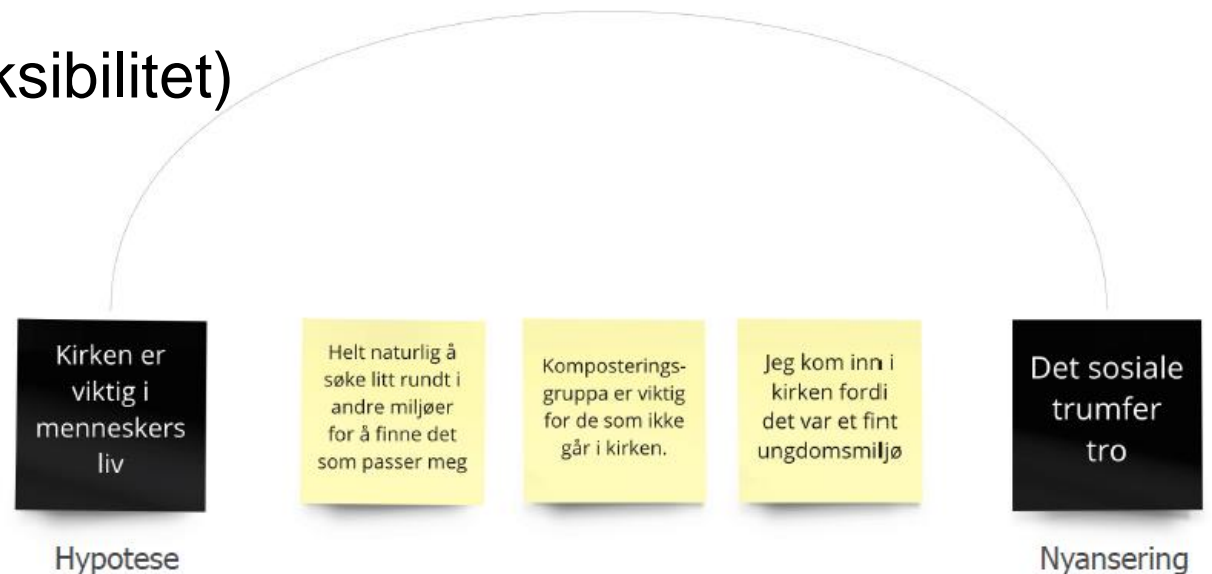 ksibilitet)
Kirken er
viktig i
menneskers
liv
Helt naturlig å
søke litt rundt i
andre miljøer
for å finne det
som passer meg
Komposterings-
gruppa er viktig
for de som ikke
går i kirken.
Jeg kom inn i
kirken fordi
det var et fint
ungdomsmiljø
Det sosiale
trumfer
tro
Hypotese
Nyansering